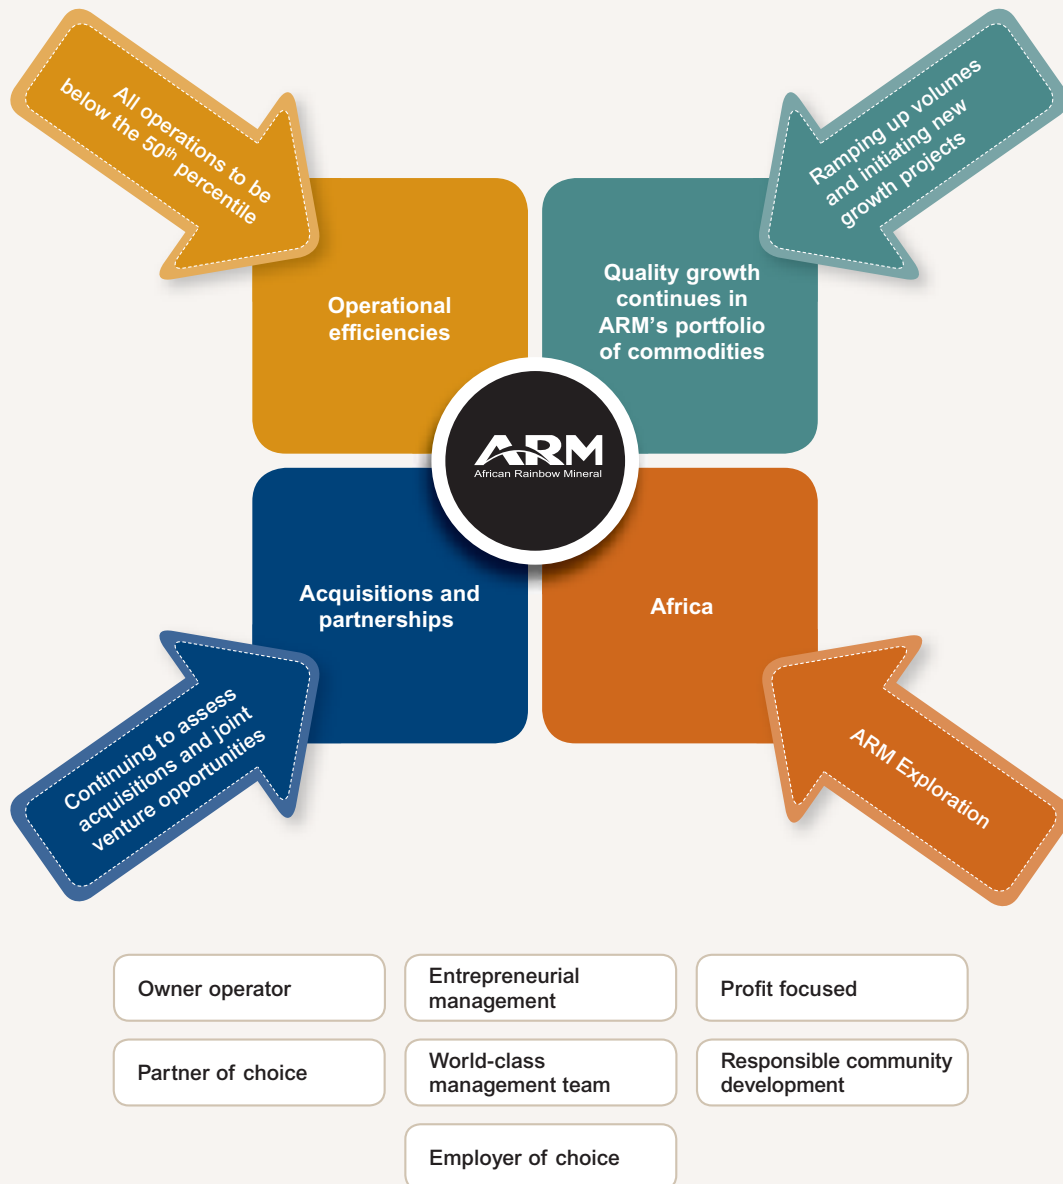 All operations to be
below the 50th percentile
Ramping up volumes
and initiating new
growth projects
Operational
efficiencies
Quality growth
continues in
ARM's portfolio
of commodities
ARM
African Rainbow Mineral
Acquisitions and
partnerships
Africa
Continuing to assess
acquisitions and joint
venture opportunities
ARM Exploration
Owner operator
Entrepreneurial
management
Profit focused
Partner of choice
World-class
management team
Responsible community
development
Employer of choice